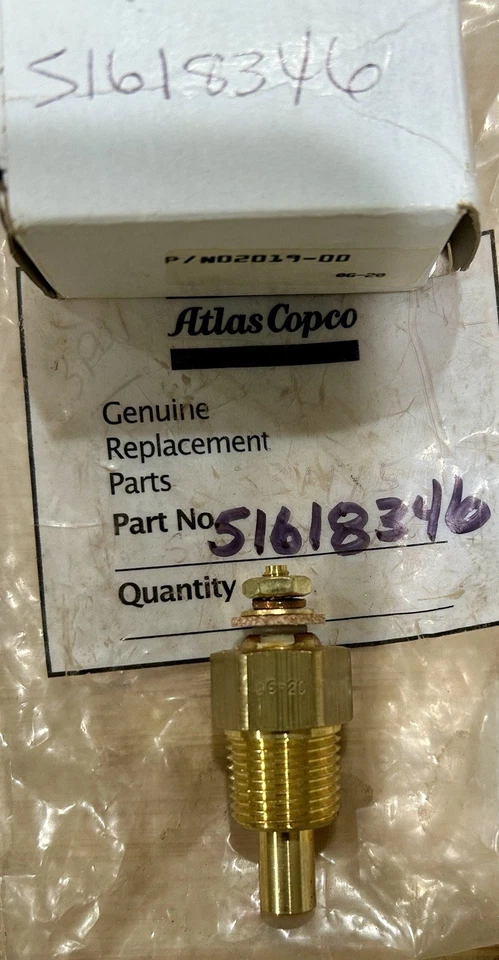 51618346
P/N02019-00
06-20
Atlas Copco
Genuine
Replacement
Parts
Part No. 51618346
Quantity
06-20